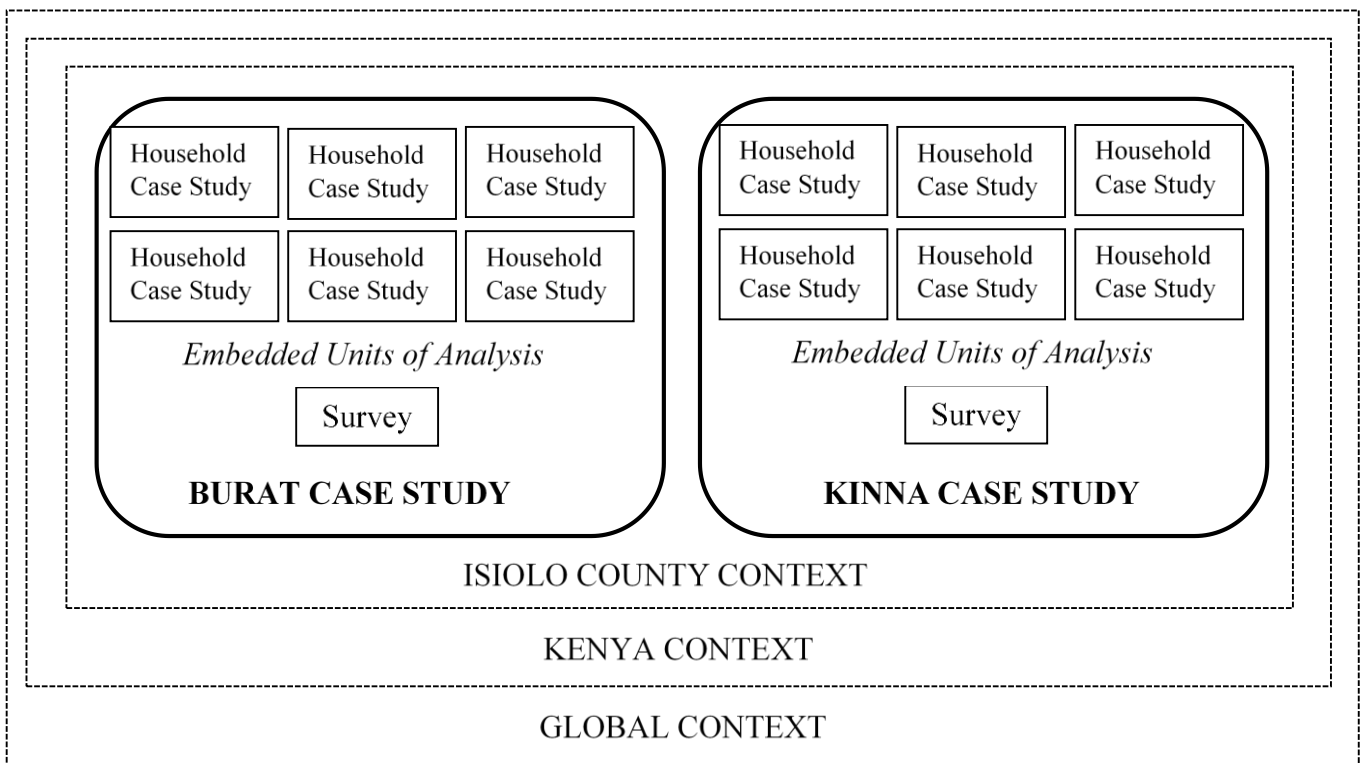 Household
Case Study
Household
Case Study
Household
Case Study
Household
Case Study
Household
Case Study
Household
Case Study
Embedded Units of Analysis
Survey
BURAT CASE STUDY
Household
Case Study
Household
Case Study
Household
Case Study
Household
Case Study
Household
Case Study
Household
Case Study
Embedded Units of Analysis
Survey
KINNA CASE STUDY
ISIOLO COUNTY CONTEXT
KENYA CONTEXT
GLOBAL CONTEXT